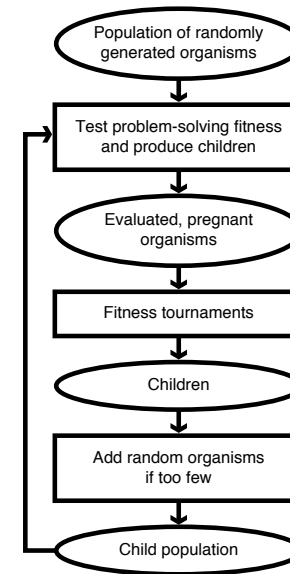 Population of randomly
generated organisms
Test problem-solving fitness
and produce children
Evaluated, pregnant
organisms
Fitness tournaments
Children
Add random organisms
if too few
Child population